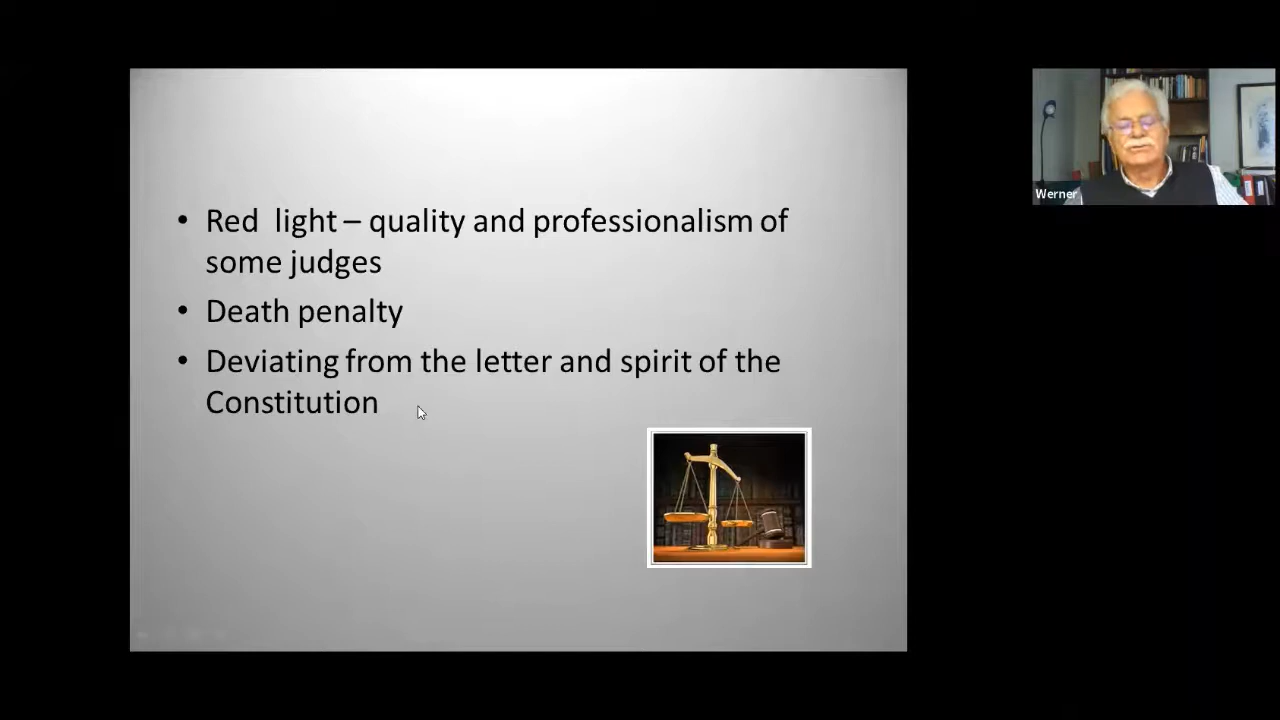 • Red light – quality and professionalism of
some judges
• Death penalty
• Deviating from the letter and spirit of the
Constitution
Werner